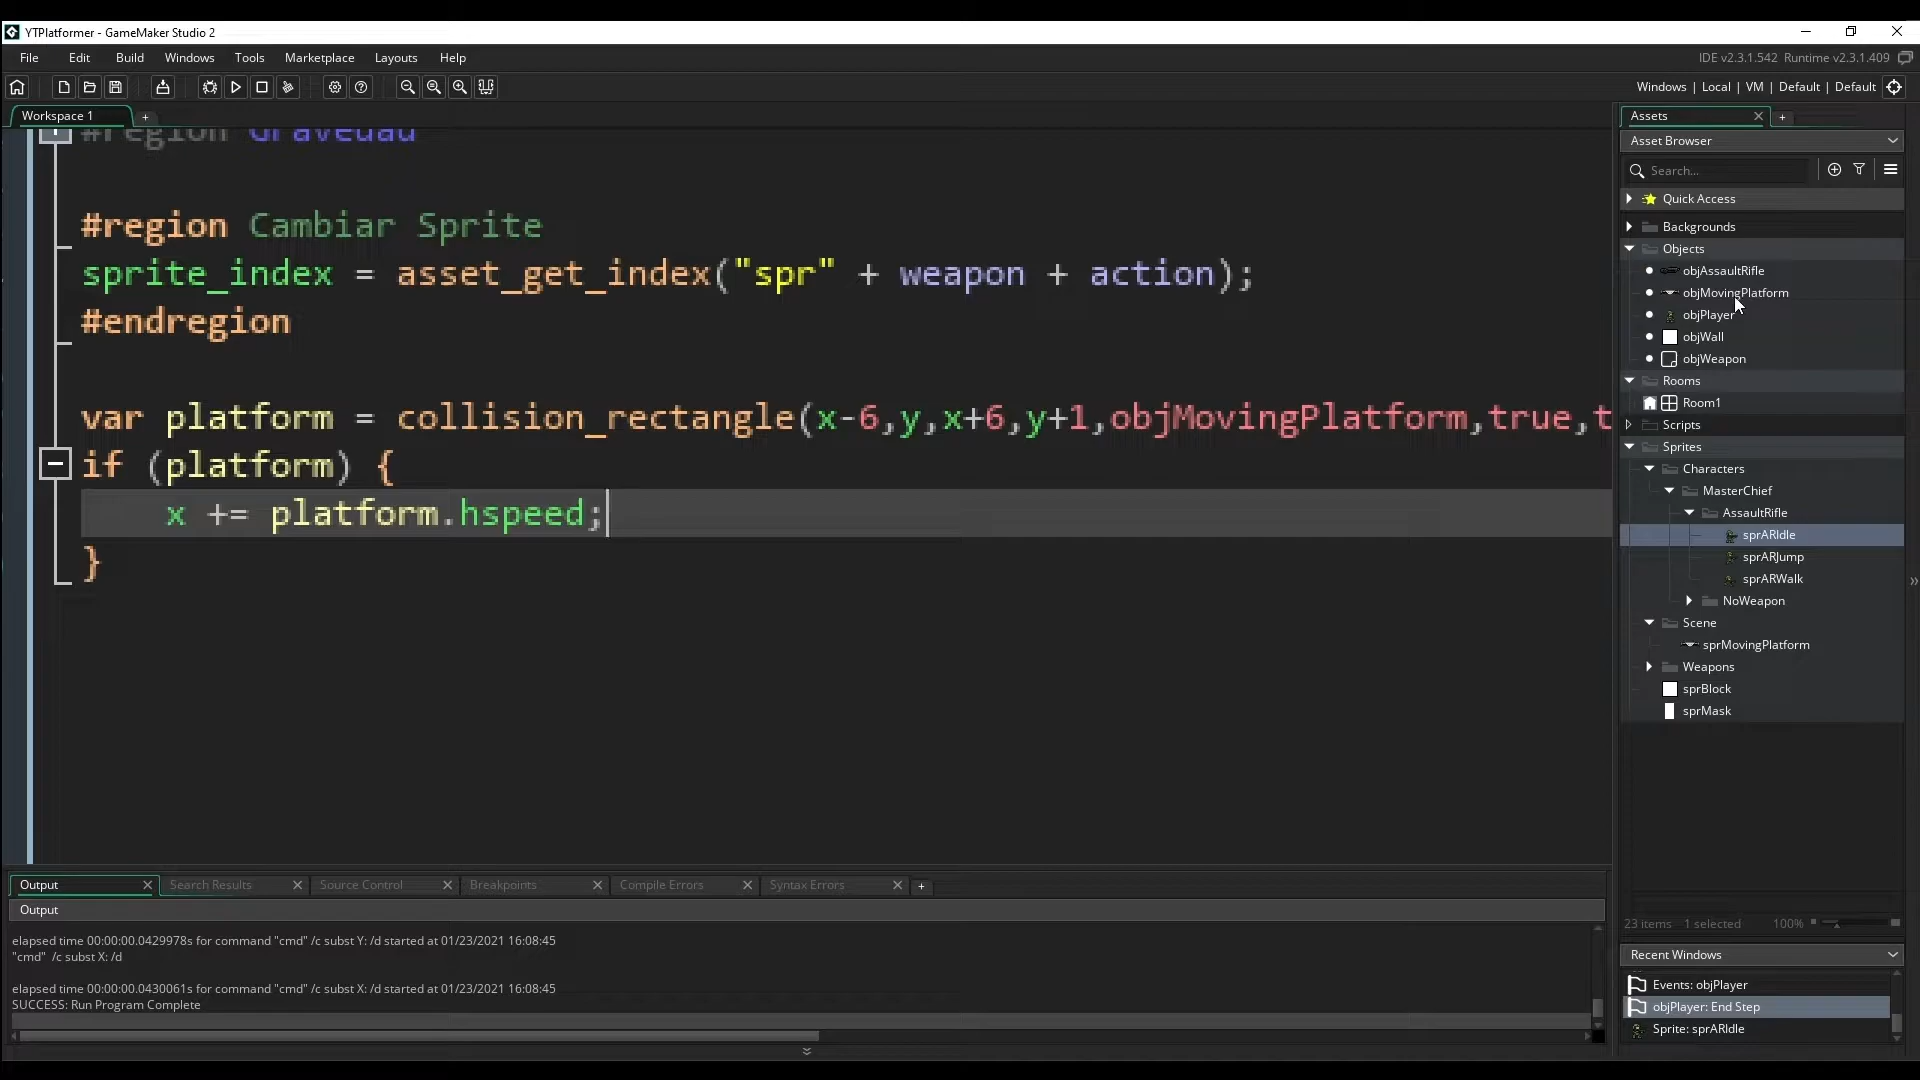 YTPlatformer - GameMaker Studio 2
File Edit Build Windows Tools Marketplace Layouts Help
IDE v2.3.1.542 Runtime v2.3.1.409
Windows | Local | VM | Default | Default
Workspace 1
#region Gravedad
#region Cambiar Sprite
sprite_index = asset_get_index("spr" + weapon + action);
#endregion
var platform = collision_rectangle(x-6,y,x+6,y+1,objMovingPlatform,true,t
if (platform) {
x += platform.hspeed;
}
Assets
Asset Browser
Search...
Quick Access
Backgrounds
Objects
objAssaultRifle
objMovingPlatform
objPlayer
objWall
objWeapon
Rooms
Room1
Scripts
Sprites
Characters
MasterChief
AssaultRifle
sprARIdle
sprARJump
sprARWalk
NoWeapon
Scene
sprMovingPlatform
Weapons
sprBlock
sprMask
23 items 1 selected 100%
Recent Windows
Events: objPlayer
objPlayer: End Step
Sprite: sprARIdle
Output Search Results Source Control Breakpoints Compile Errors Syntax Errors
Output
elapsed time 00:00:00.0429978s for command "cmd" /c subst Y: /d started at 01/23/2021 16:08:45
"cmd" /c subst X: /d
elapsed time 00:00:00.0430061s for command "cmd" /c subst X: /d started at 01/23/2021 16:08:45
SUCCESS: Run Program Complete